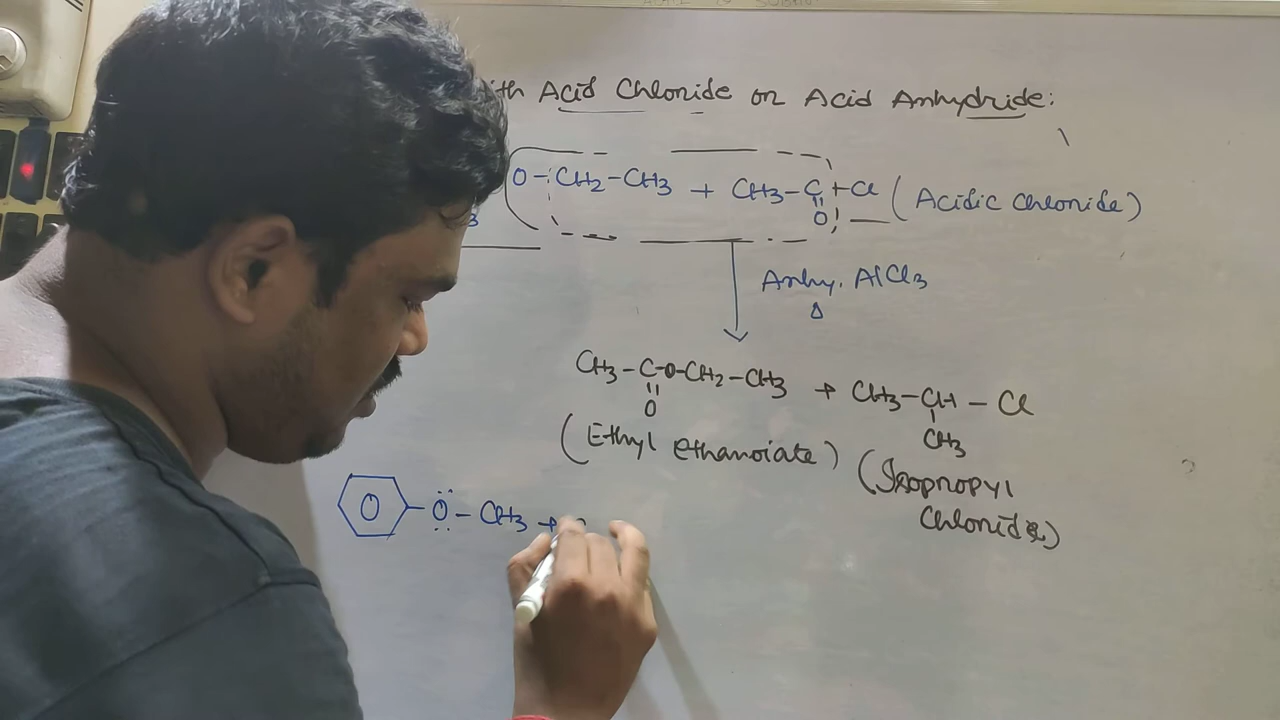 ith Acid Chloride or Acid Anhydride:
O-CH2-CH3 + CH3-C+Cl (Acidic Chloride)
3
O
Anhy. AlCl3
Δ
CH3-C-O-CH2-CH3 + CH3-CH-Cl
O
CH3
(Ethyl ethanoiate) (Isopropyl
Chloride)
O-O-CH3 +